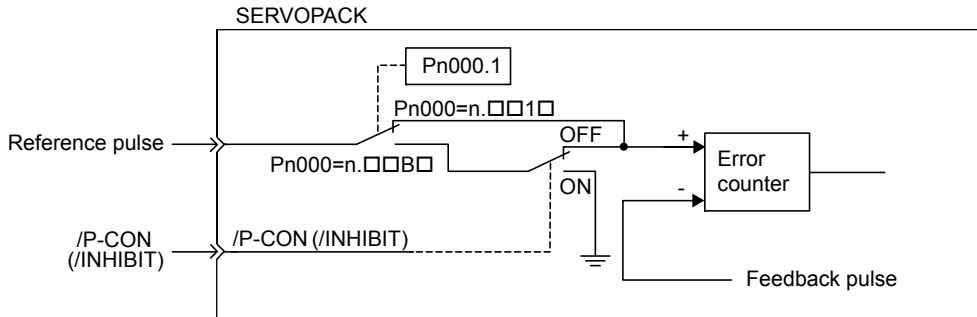 SERVOPACK
Pn000.1
Pn000=n.□□1□
Reference pulse
OFF
+
Pn000=n.□□B□
Error
counter
ON
-
/P-CON
(/INHIBIT)
/P-CON (/INHIBIT)
Feedback pulse